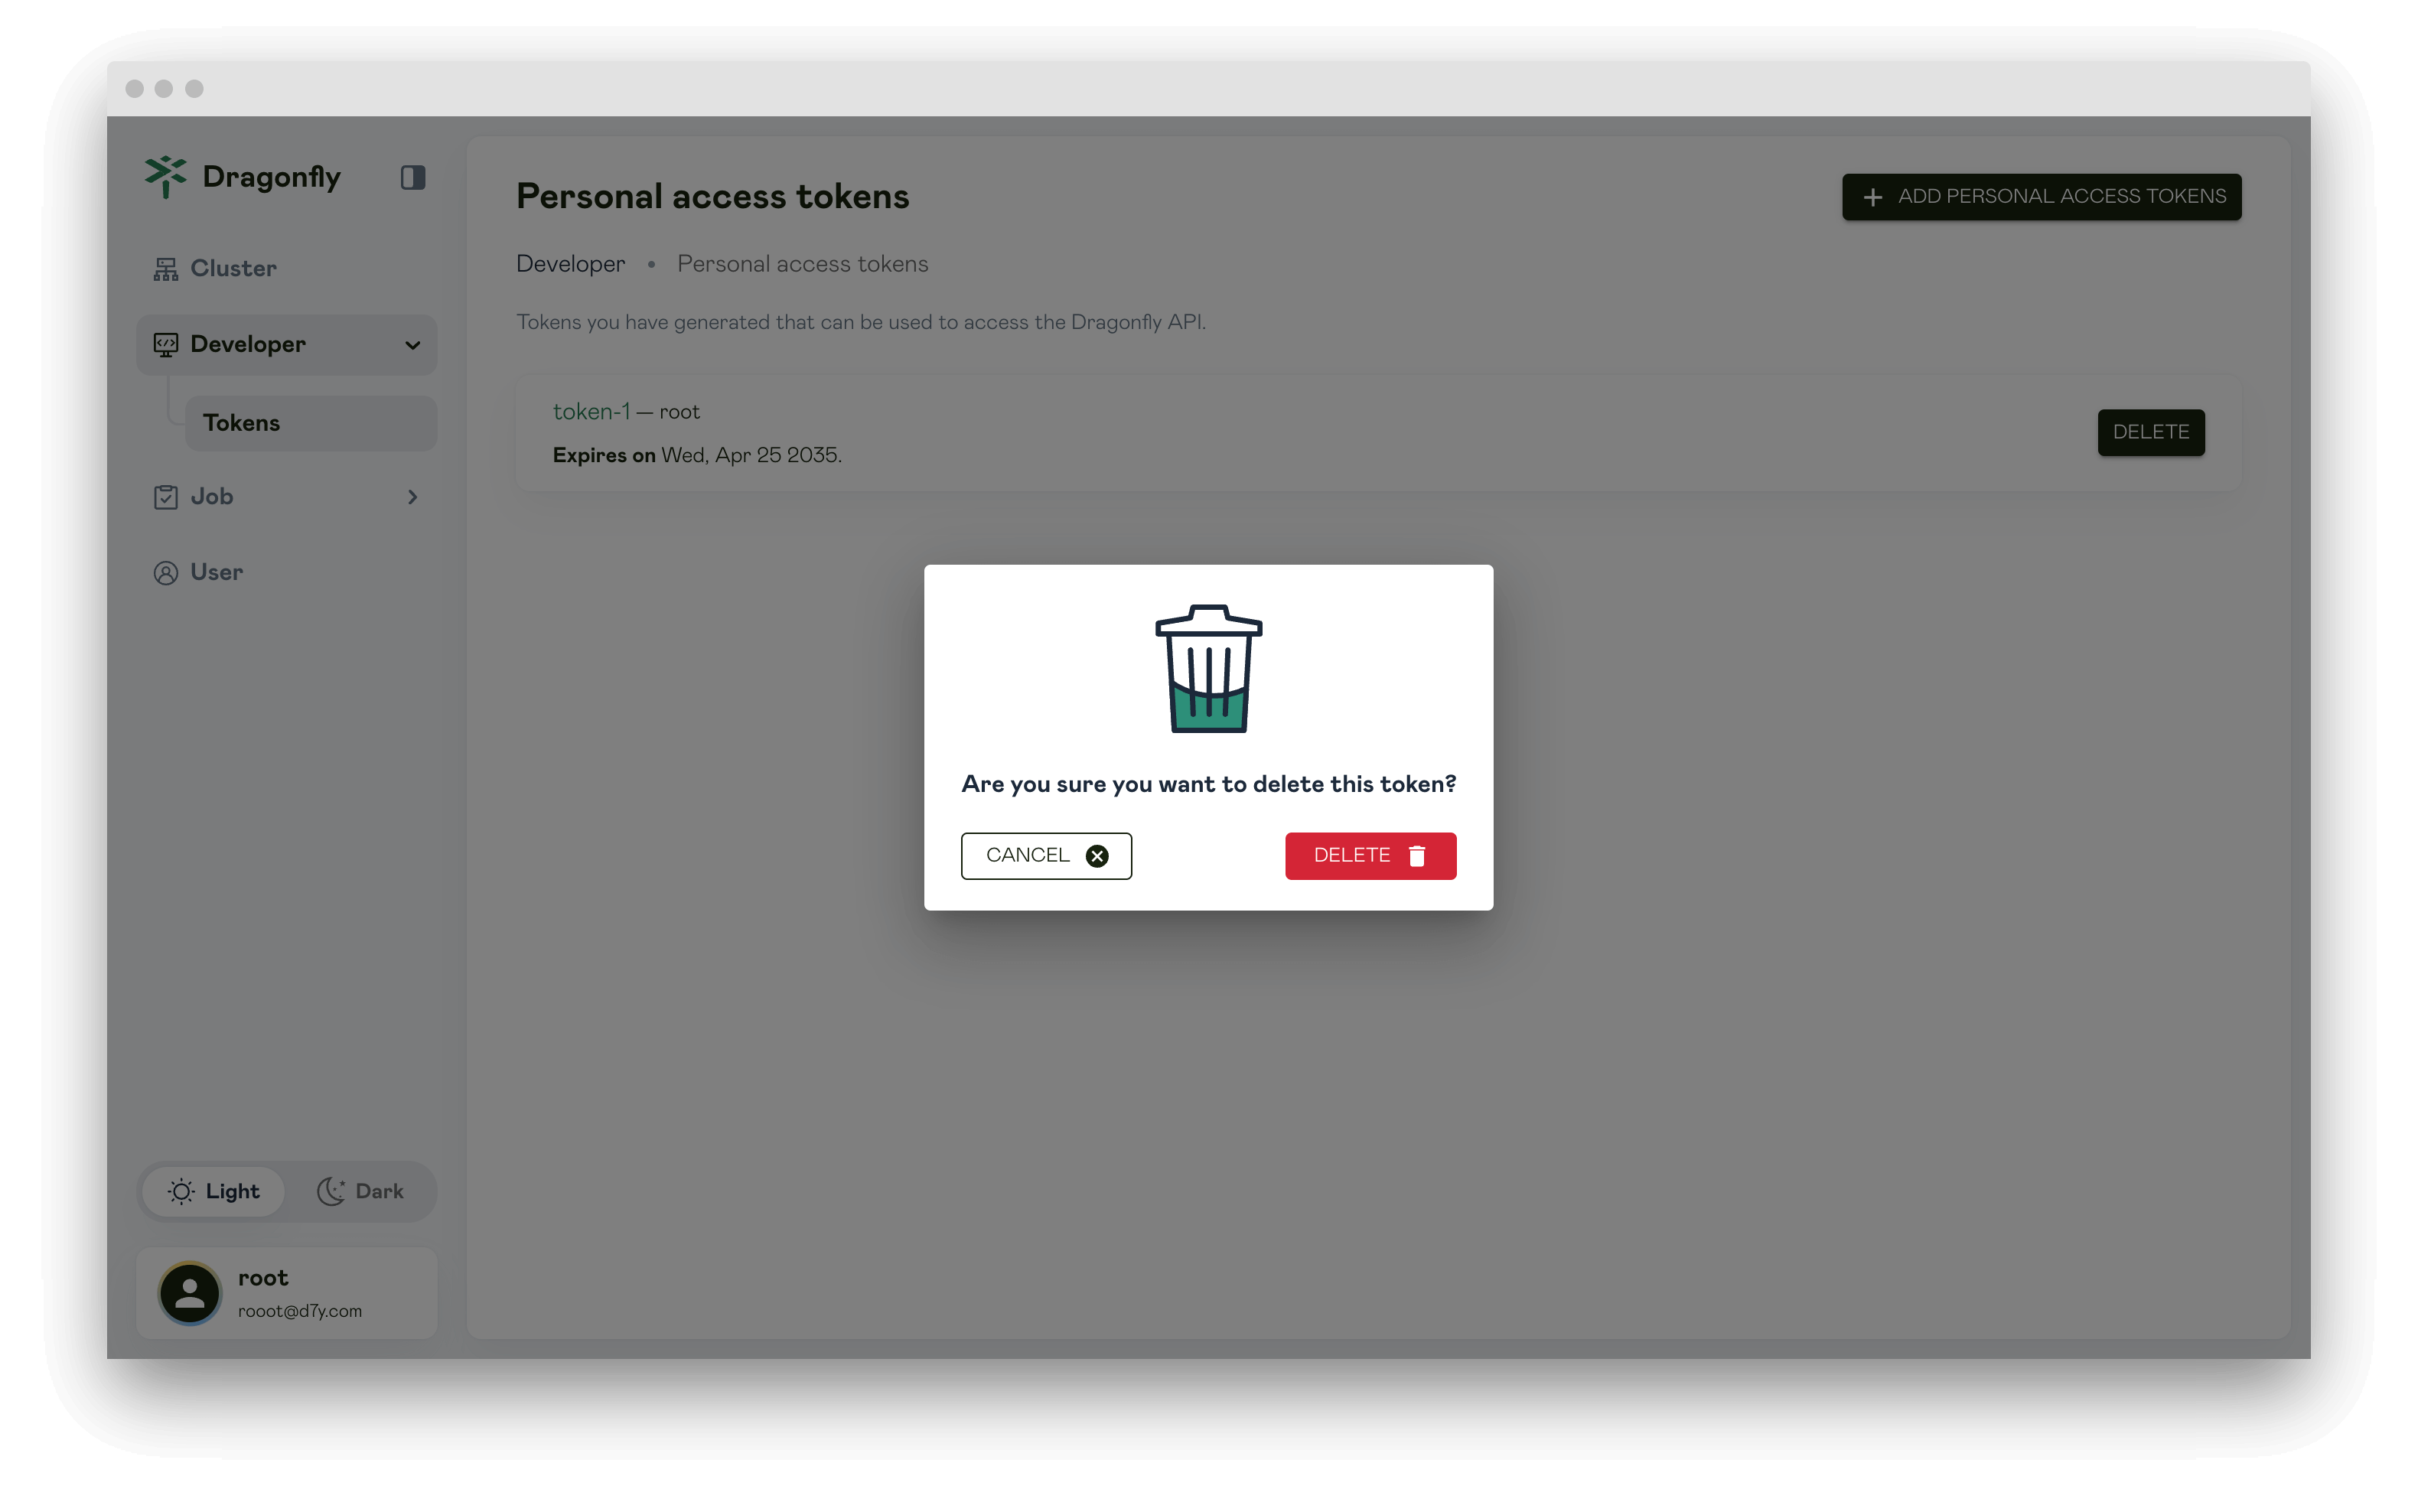 Dragonfly
Cluster
Developer
Tokens
Job
User
Light
Dark
root
rooot@d7y.com
Personal access tokens
ADD PERSONAL ACCESS TOKENS
Developer • Personal access tokens
Tokens you have generated that can be used to access the Dragonfly API.
token-1 — root
Expires on Wed, Apr 25 2035.
DELETE
Are you sure you want to delete this token?
CANCEL
DELETE